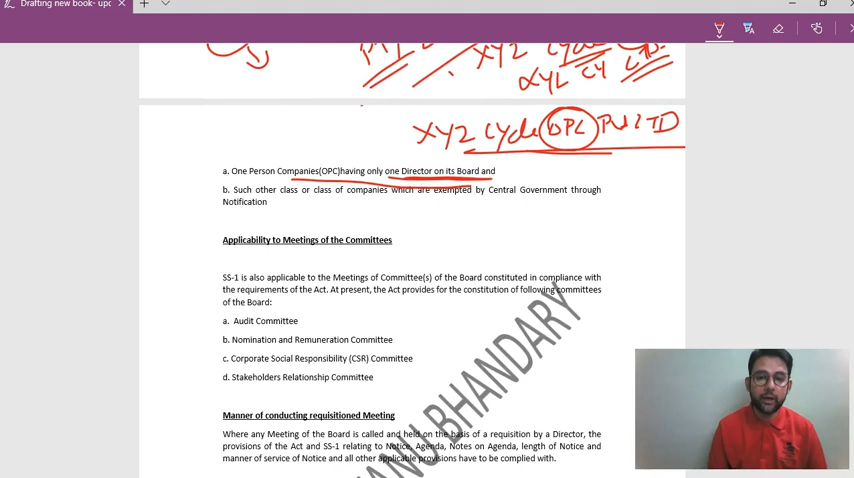 Drafting new book- upc
XYZ Cycle
XYZ Cycle OPC Pvt LTD
a. One Person Companies(OPC)having only one Director on its Board and
b. Such other class or class of companies which are exempted by Central Government through
Notification
Applicability to Meetings of the Committees
SS-1 is also applicable to the Meetings of Committee(s) of the Board constituted in compliance with
the requirements of the Act. At present, the Act provides for the constitution of following committees
of the Board:
a. Audit Committee
b. Nomination and Remuneration Committee
c. Corporate Social Responsibility (CSR) Committee
d. Stakeholders Relationship Committee
Manner of conducting requisitioned Meeting
Where any Meeting of the Board is called and held on the basis of a requisition by a Director, the
provisions of the Act and SS-1 relating to Notice, Agenda, Notes on Agenda, length of Notice and
manner of service of Notice and all other applicable provisions have to be complied with.
ANU BHANDARY